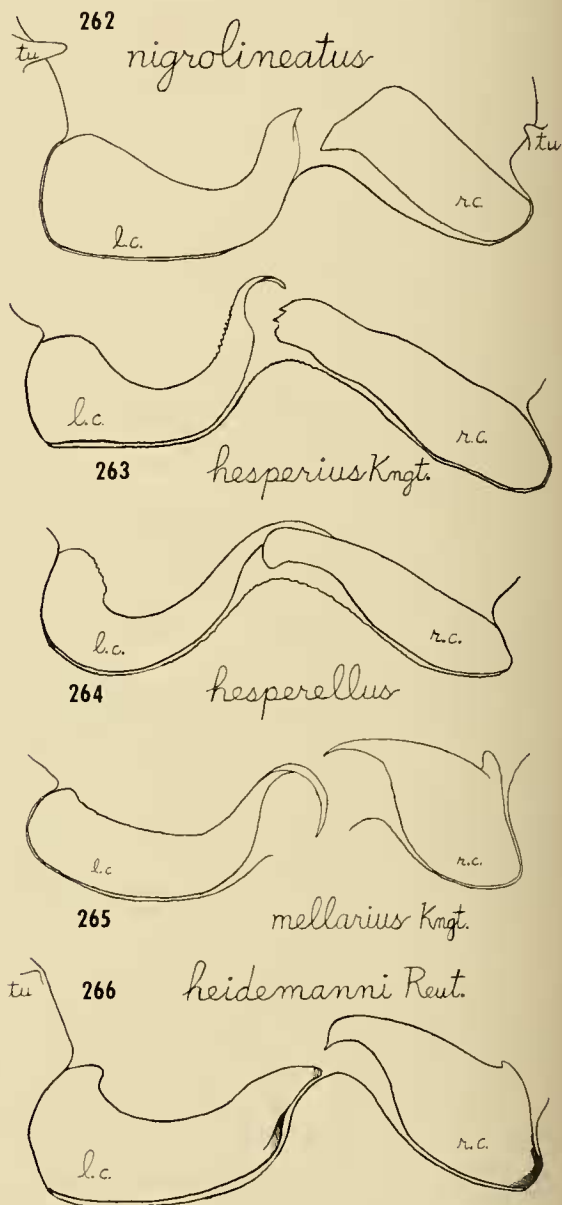 262
tu
nigrolineatus
tu
l.c.
r.c.
l.c.
r.c.
263
hesperius Kngt.
l.c.
r.c.
264
hesperellus
l.c
r.c.
265
mellarius Kngt.
tu
266
heidemanni Reut.
l.c.
r.c.